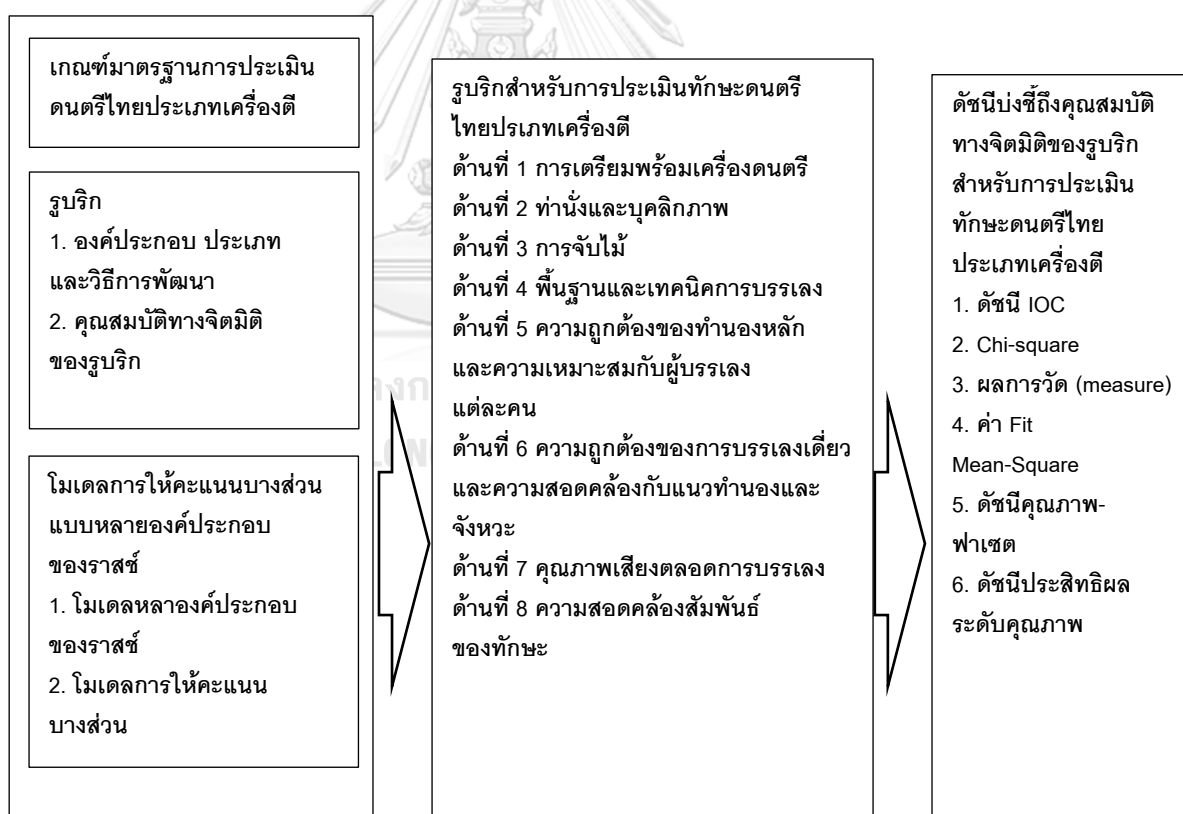 เกณฑ์มาตรฐานการประเมิน
ดนตรีไทยประเภทเครื่องตี
รูบริก
1. องค์ประกอบ ประเภท
และวิธีการพัฒนา
2. คุณสมบัติทางจิตมิติ
ของรูบริก
โมเดลการให้คะแนนบางส่วน
แบบหลายองค์ประกอบ
ของราสช์
1. โมเดลหลาองค์ประกอบ
ของราสช์
2. โมเดลการให้คะแนน
บางส่วน
รูบริกสำหรับการประเมินทักษะดนตรี
ไทยปรเภทเครื่องตี
ด้านที่ 1 การเตรียมพร้อมเครื่องดนตรี
ด้านที่ 2 ท่านั่งและบุคลิกภาพ
ด้านที่ 3 การจับไม้
ด้านที่ 4 พื้นฐานและเทคนิคการบรรเลง
ด้านที่ 5 ความถูกต้องของทำนองหลัก
และความเหมาะสมกับผู้บรรเลง
แต่ละคน
ด้านที่ 6 ความถูกต้องของการบรรเลงเดี่ยว
และความสอดคล้องกับแนวทำนองและ
จังหวะ
ด้านที่ 7 คุณภาพเสียงตลอดการบรรเลง
ด้านที่ 8 ความสอดคล้องสัมพันธ์
ของทักษะ
ดัชนีบ่งชี้ถึงคุณสมบัติ
ทางจิตมิติของรูบริก
สำหรับการประเมิน
ทักษะดนตรีไทย
ประเภทเครื่องตี
1. ดัชนี IOC
2. Chi-square
3. ผลการวัด (measure)
4. ค่า Fit
Mean-Square
5. ดัชนีคุณภาพ-
ฟาเซต
6. ดัชนีประสิทธิผล
ระดับคุณภาพ